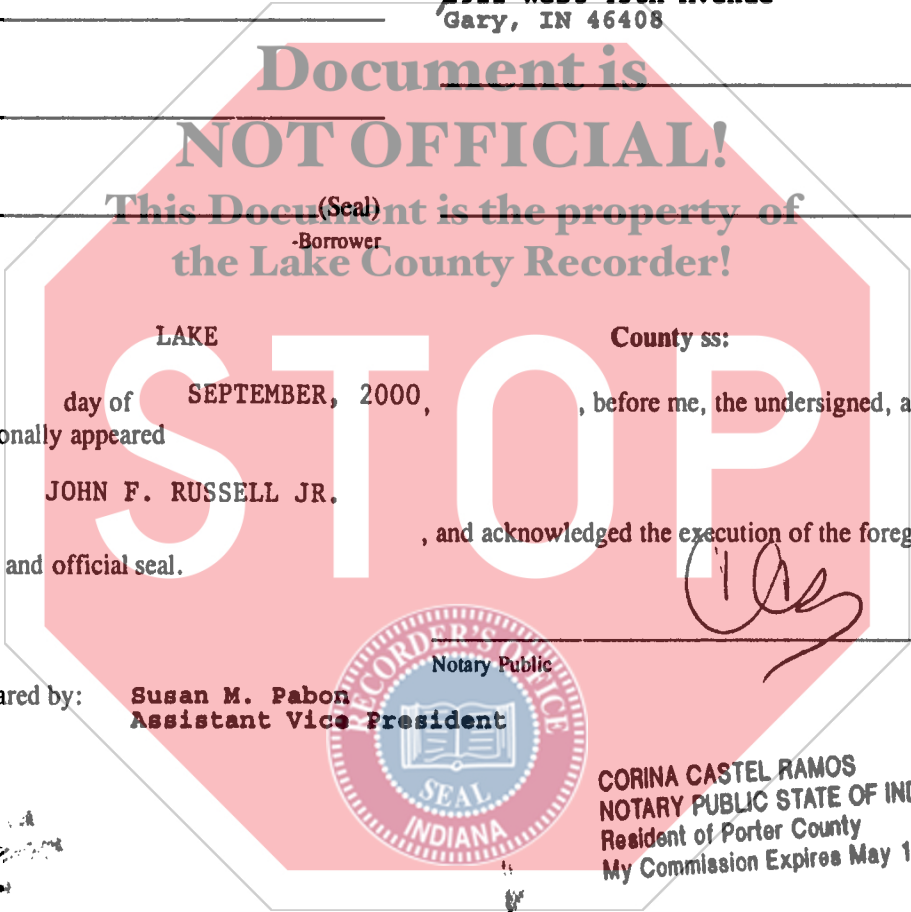 Gary, IN 46408
Document is
NOT OFFICIAL!
This Document is the property of
the Lake County Recorder!
(Seal)
-Borrower
STOP
LAKE County ss:
day of SEPTEMBER, 2000, , before me, the undersigned, a
onally appeared
JOHN F. RUSSELL JR.
, and acknowledged the execution of the foreg
and official seal.
Notary Public
ared by: Susan M. Pabon
Assistant Vice President
RECORDER'S OFFICE
SEAL
INDIANA
CORINA CASTEL RAMOS
NOTARY PUBLIC STATE OF IND
Resident of Porter County
My Commission Expires May 1